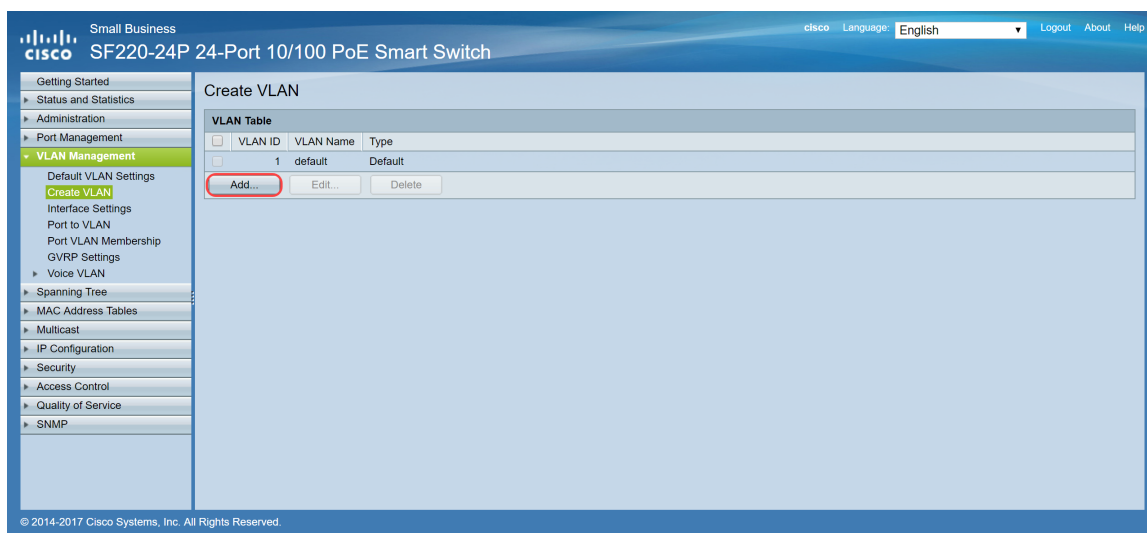 Small Business
cisco Language: English Logout About Help
CISCO SF220-24P 24-Port 10/100 PoE Smart Switch
Getting Started
Status and Statistics
Administration
Port Management
VLAN Management
Default VLAN Settings
Create VLAN
Interface Settings
Port to VLAN
Port VLAN Membership
GVRP Settings
Voice VLAN
Spanning Tree
MAC Address Tables
Multicast
IP Configuration
Security
Access Control
Quality of Service
SNMP
Create VLAN
VLAN Table
VLAN ID VLAN Name Type
1 default Default
Add... Edit... Delete
© 2014-2017 Cisco Systems, Inc. All Rights Reserved.